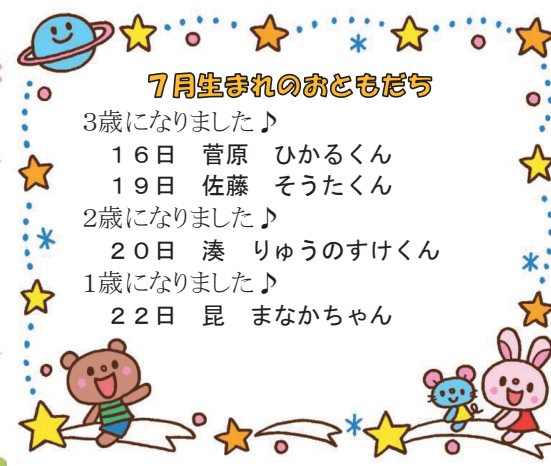 7月生まれのおともだち
3歳になりました♪
１６日　菅原　ひかるくん
１９日　佐藤　そうたくん
2歳になりました♪
２０日　湊　りゅうのすけくん
1歳になりました♪
２２日　昆　まなかちゃん